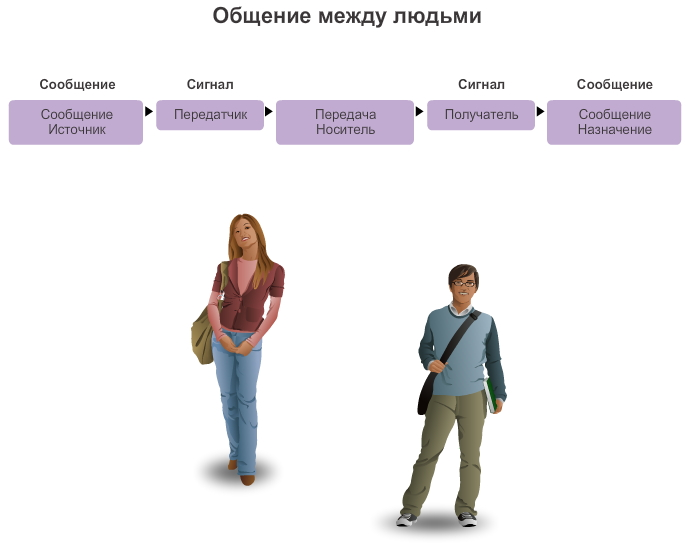 Общение между людьми
Сообщение
Сигнал
Сигнал
Сообщение
Сообщение
Источник
Передатчик
Передача
Носитель
Получатель
Сообщение
Назначение